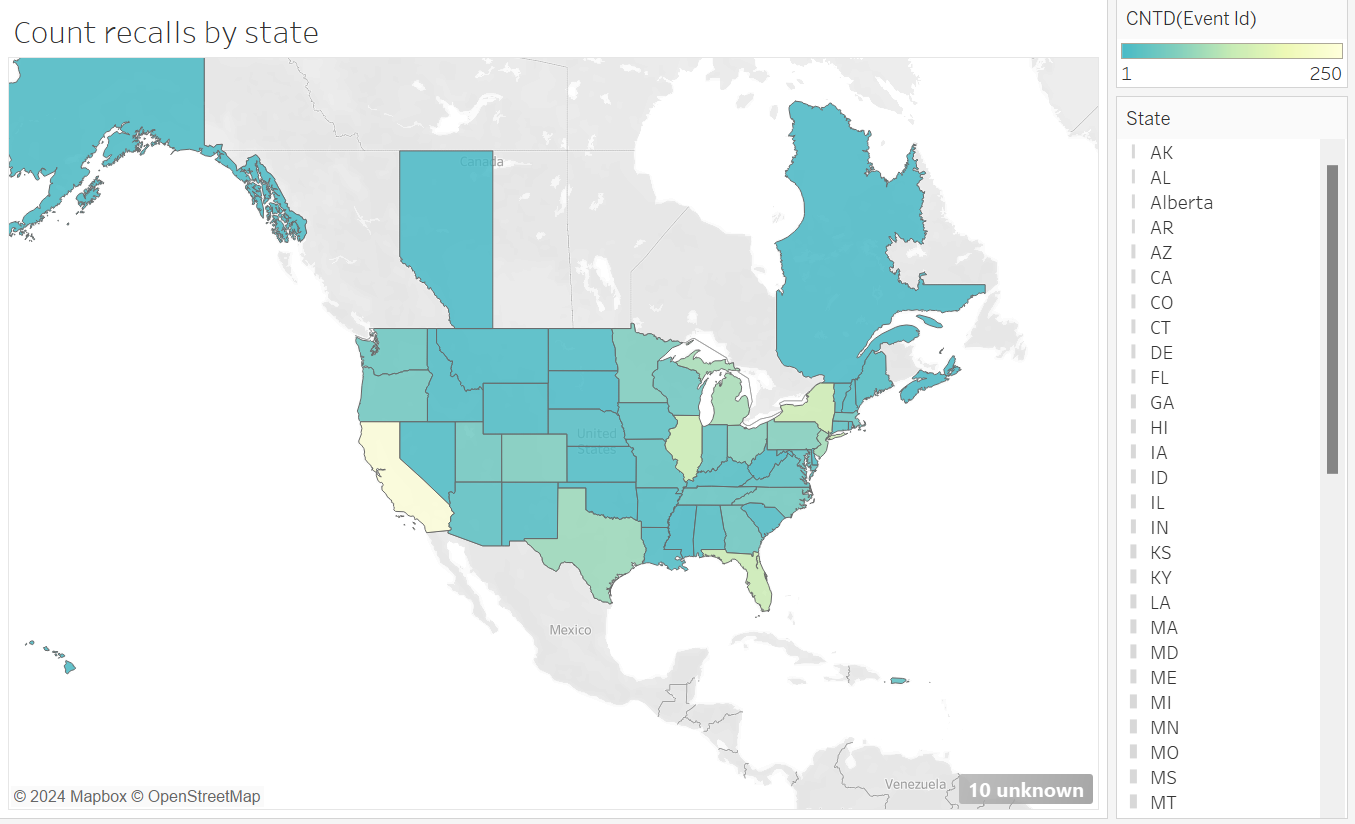 Count recalls by state
Canada
United
States
Mexico
Venezuela
© 2024 Mapbox © OpenStreetMap
10 unknown
CNTD(Event Id)
1 250
State
AK
AL
Alberta
AR
AZ
CA
CO
CT
DE
FL
GA
HI
IA
ID
IL
IN
KS
KY
LA
MA
MD
ME
MI
MN
MO
MS
MT